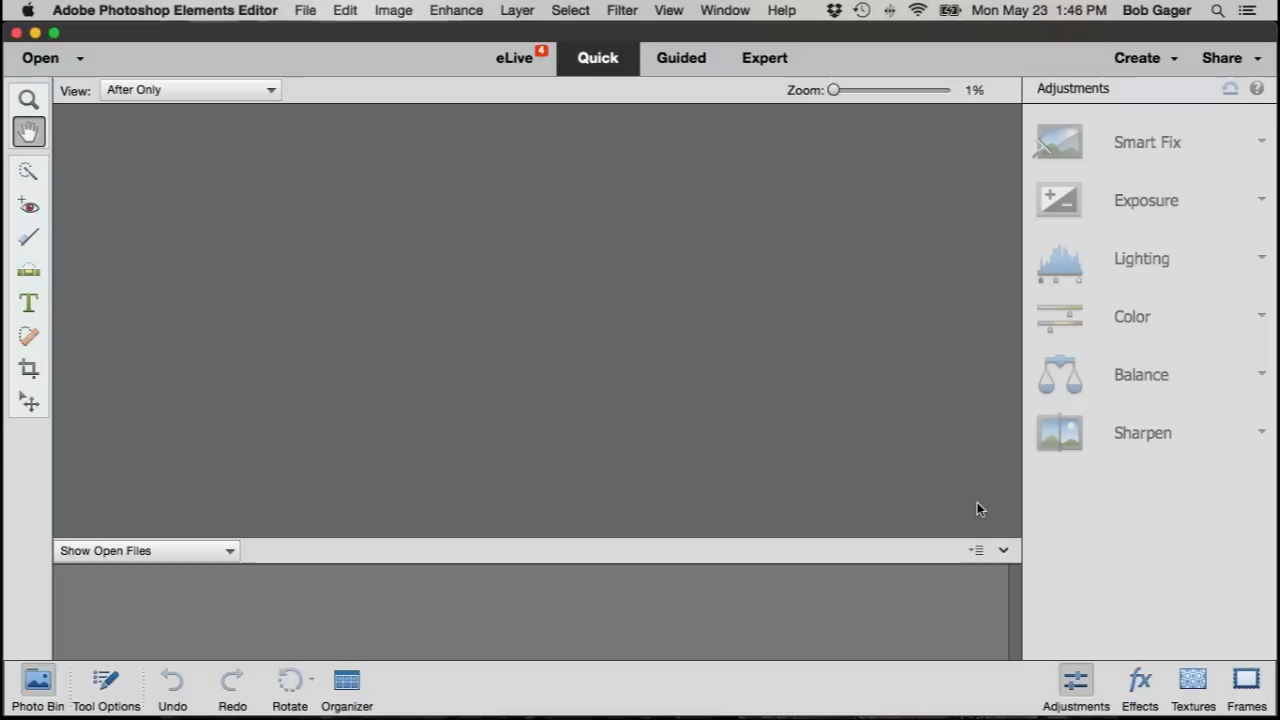 Adobe Photoshop Elements Editor File Edit Image Enhance Layer Select Filter View Window Help Mon May 23 1:46 PM Bob Gager
Open eLive 4 Quick Guided Expert Create Share
View: After Only Zoom: 1% Adjustments
Smart Fix
Exposure
Lighting
Color
Balance
Sharpen
T
Show Open Files
fx
Photo Bin Tool Options Undo Redo Rotate Organizer Adjustments Effects Textures Frames